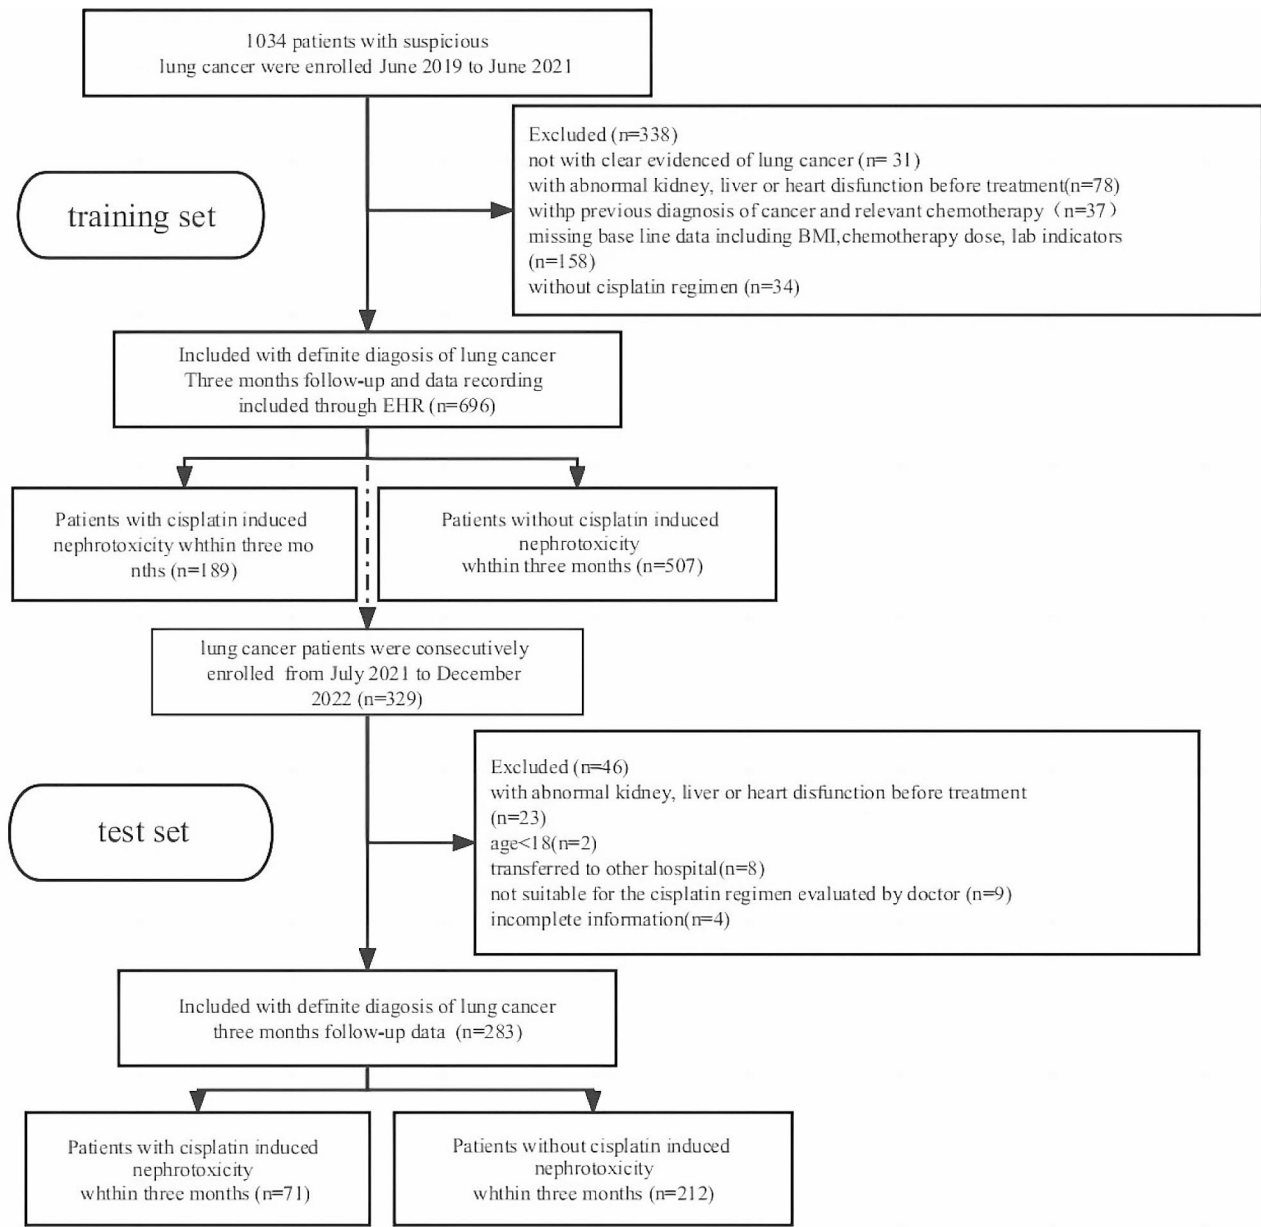 1034 patients with suspicious
lung cancer were enrolled June 2019 to June 2021
Excluded (n=338)
not with clear evidenced of lung cancer (n= 31)
with abnormal kidney, liver or heart disfunction before treatment(n=78)
withp previous diagnosis of cancer and relevant chemotherapy（n=37）
missing base line data including BMI,chemotherapy dose, lab indicators
(n=158)
without cisplatin regimen (n=34)
training set
Included with definite diagosis of lung cancer
Three months follow-up and data recording
included through EHR (n=696)
Patients with cisplatin induced
nephrotoxicity whthin three mo
nths (n=189)
Patients without cisplatin induced
nephrotoxicity
whthin three months (n=507)
lung cancer patients were consecutively
enrolled from July 2021 to December
2022 (n=329)
Excluded (n=46)
with abnormal kidney, liver or heart disfunction before treatment
(n=23)
age<18(n=2)
transferred to other hospital(n=8)
not suitable for the cisplatin regimen evaluated by doctor (n=9)
incomplete information(n=4)
test set
Included with definite diagnosis of lung cancer
three months follow-up data (n=283)
Patients with cisplatin induced
nephrotoxicity
whthin three months (n=71)
Patients without cisplatin induced
nephrotoxicity
whthin three months (n=212)